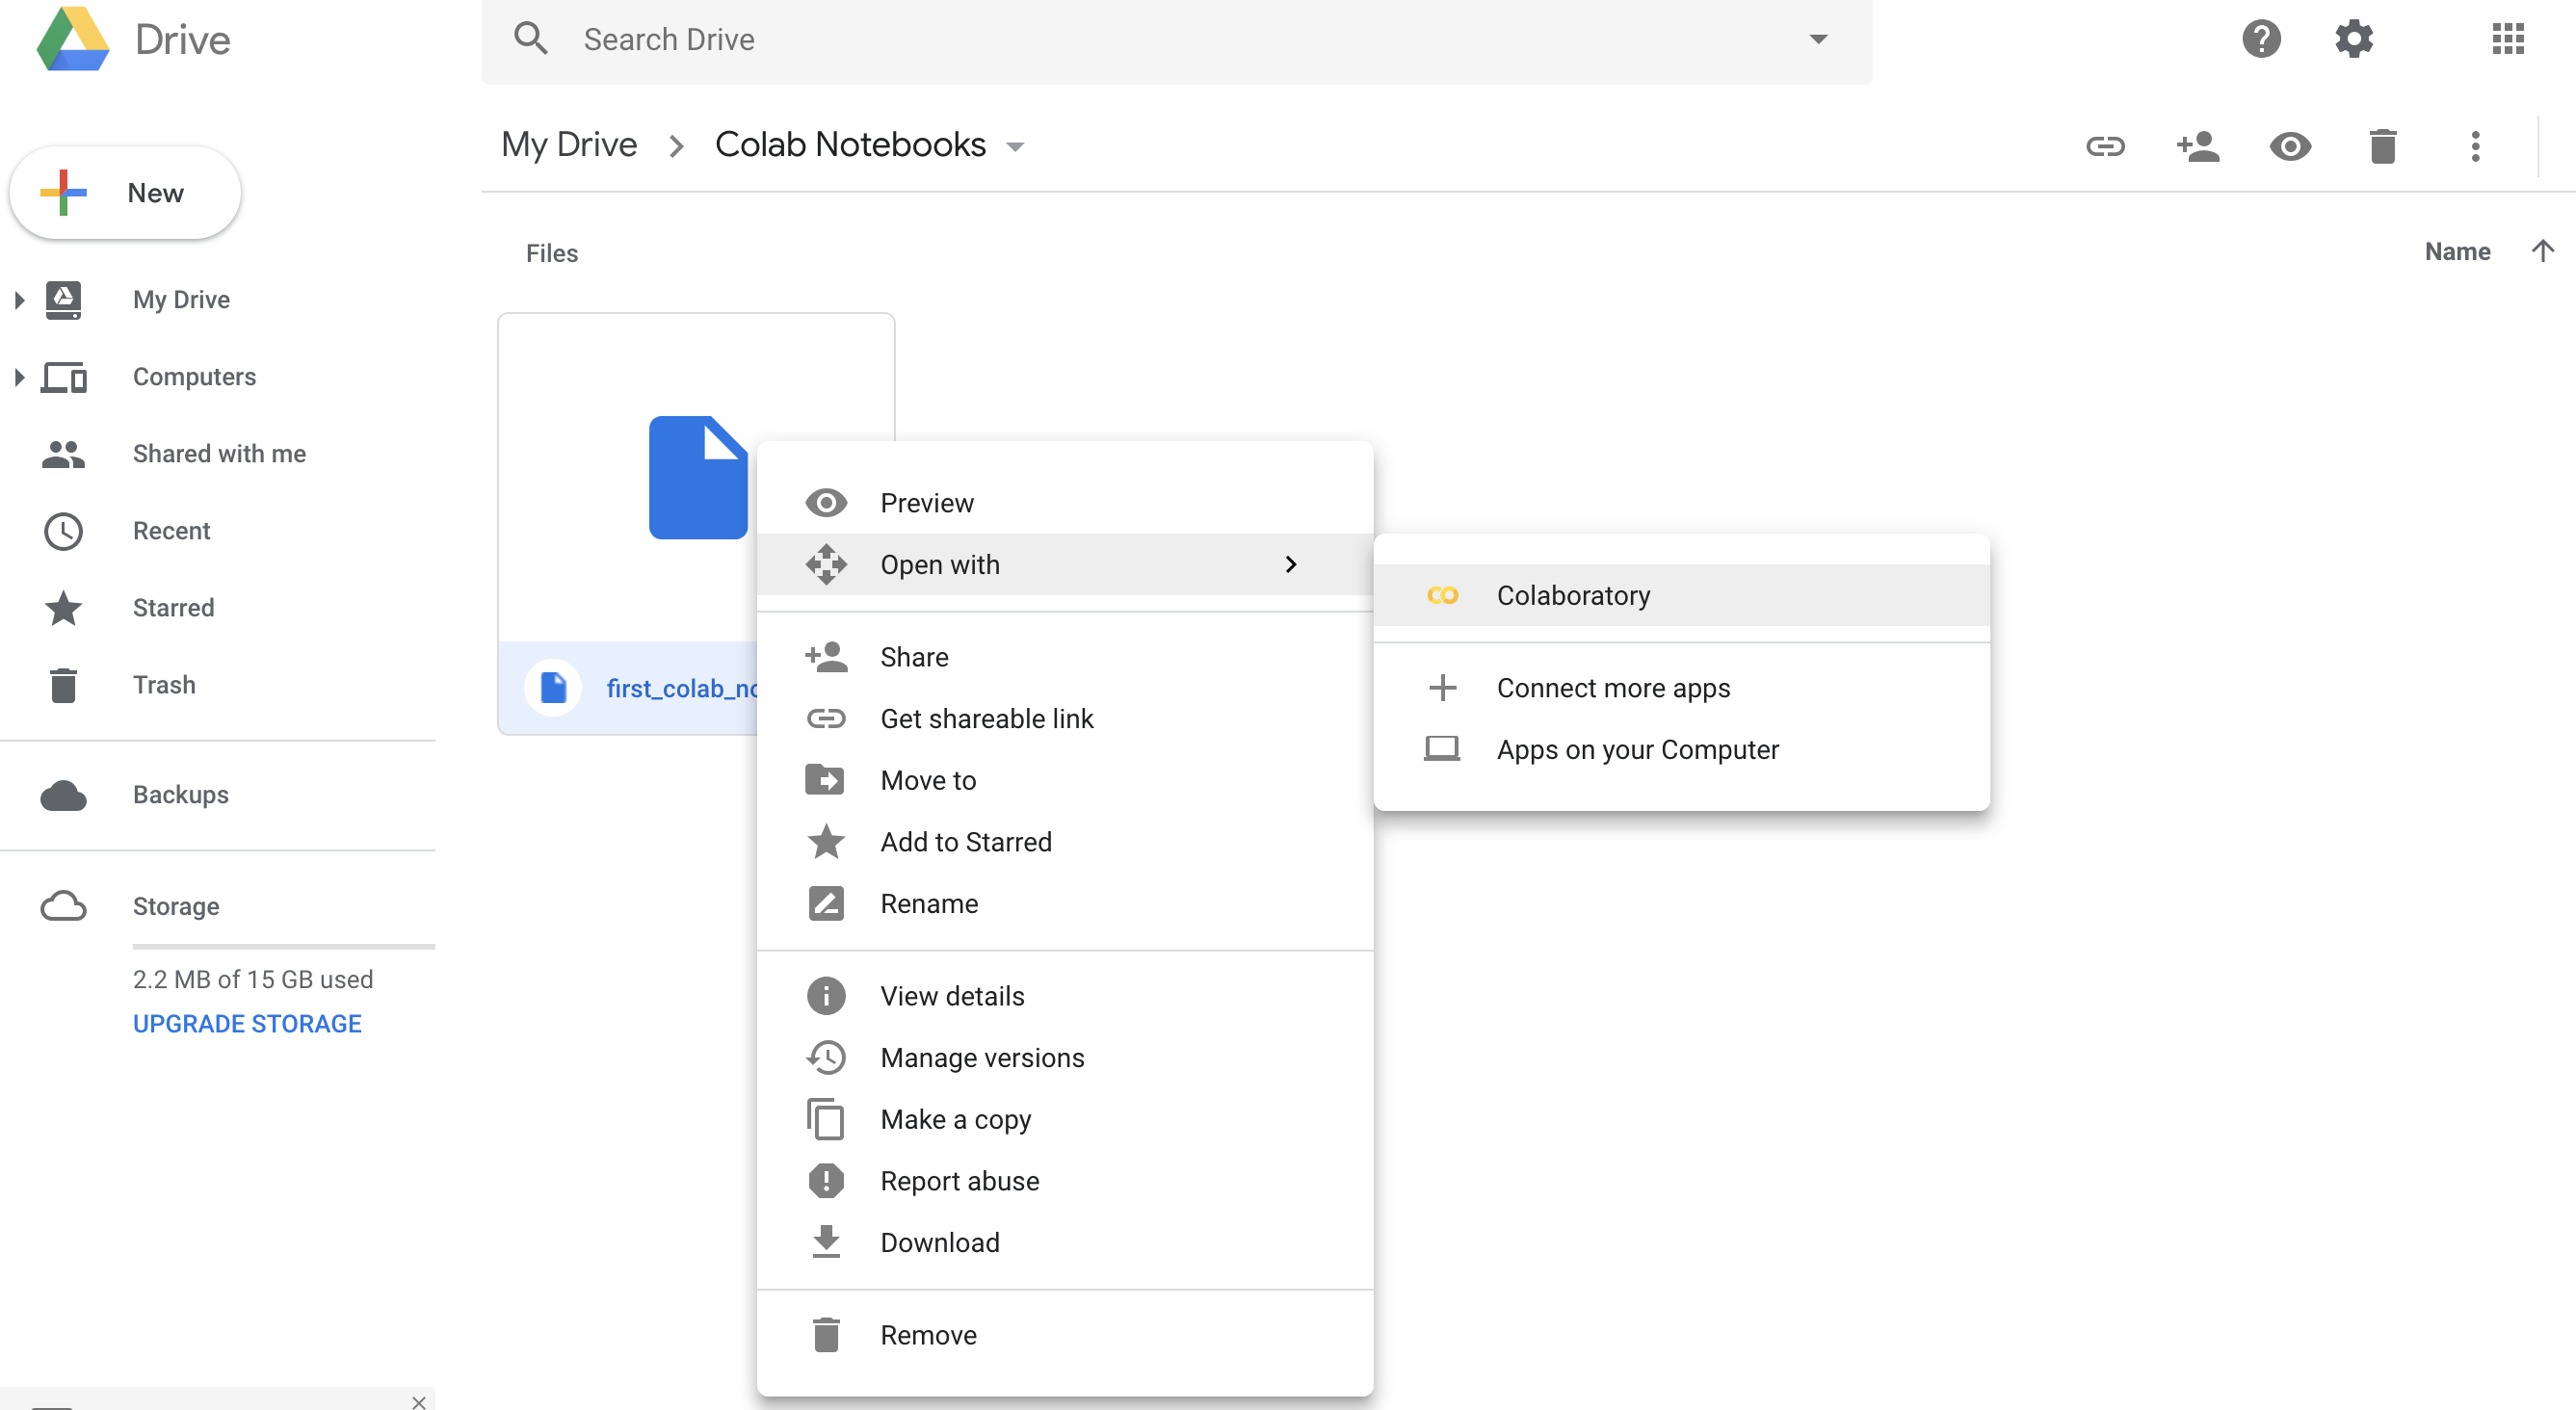 Drive
Search Drive
My Drive
Colab Notebooks
New
Files
Name
My Drive
Computers
Shared with me
Recent
Starred
Trash
Backups
Storage
2.2 MB of 15 GB used
UPGRADE STORAGE
first_colab_no
Preview
Open with
Share
Get shareable link
Move to
Add to Starred
Rename
View details
Manage versions
Make a copy
Report abuse
Download
Remove
Colaboratory
Connect more apps
Apps on your Computer